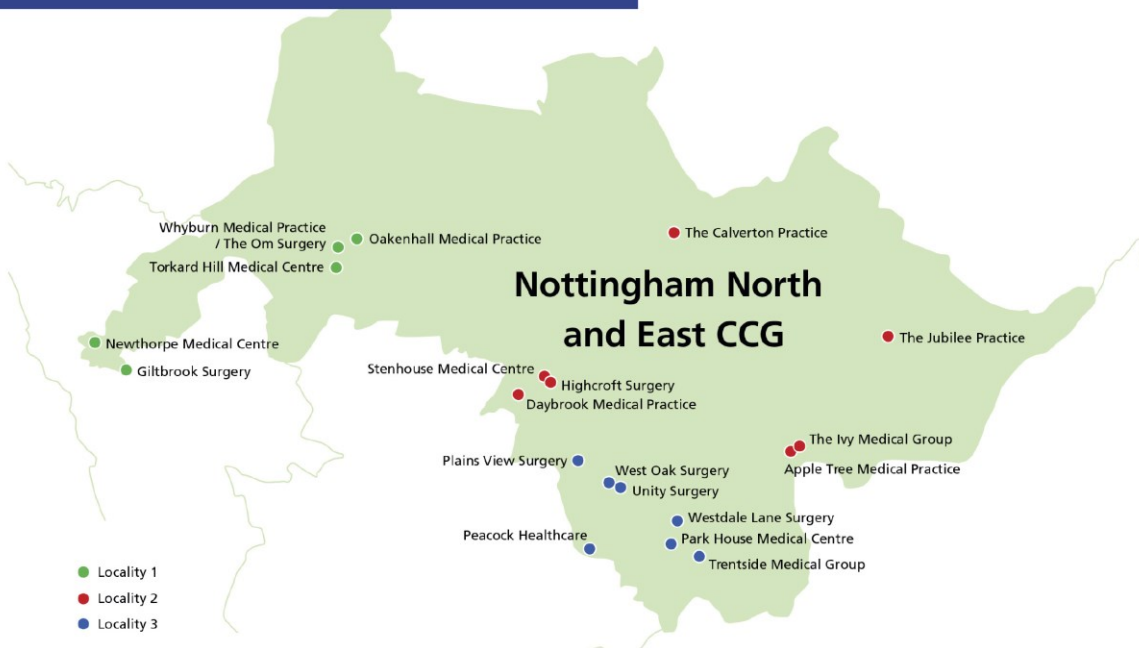 Whyburn Medical Practice
/ The Om Surgery
Oakenhall Medical Practice
Torkard Hill Medical Centre
The Calverton Practice
Nottingham North
and East CCG
Newthorpe Medical Centre
Giltbrook Surgery
The Jubilee Practice
Stenhouse Medical Centre
Highcroft Surgery
Daybrook Medical Practice
The Ivy Medical Group
Apple Tree Medical Practice
Plains View Surgery
West Oak Surgery
Unity Surgery
Westdale Lane Surgery
Peacock Healthcare
Park House Medical Centre
Trentside Medical Group
Locality 1
Locality 2
Locality 3